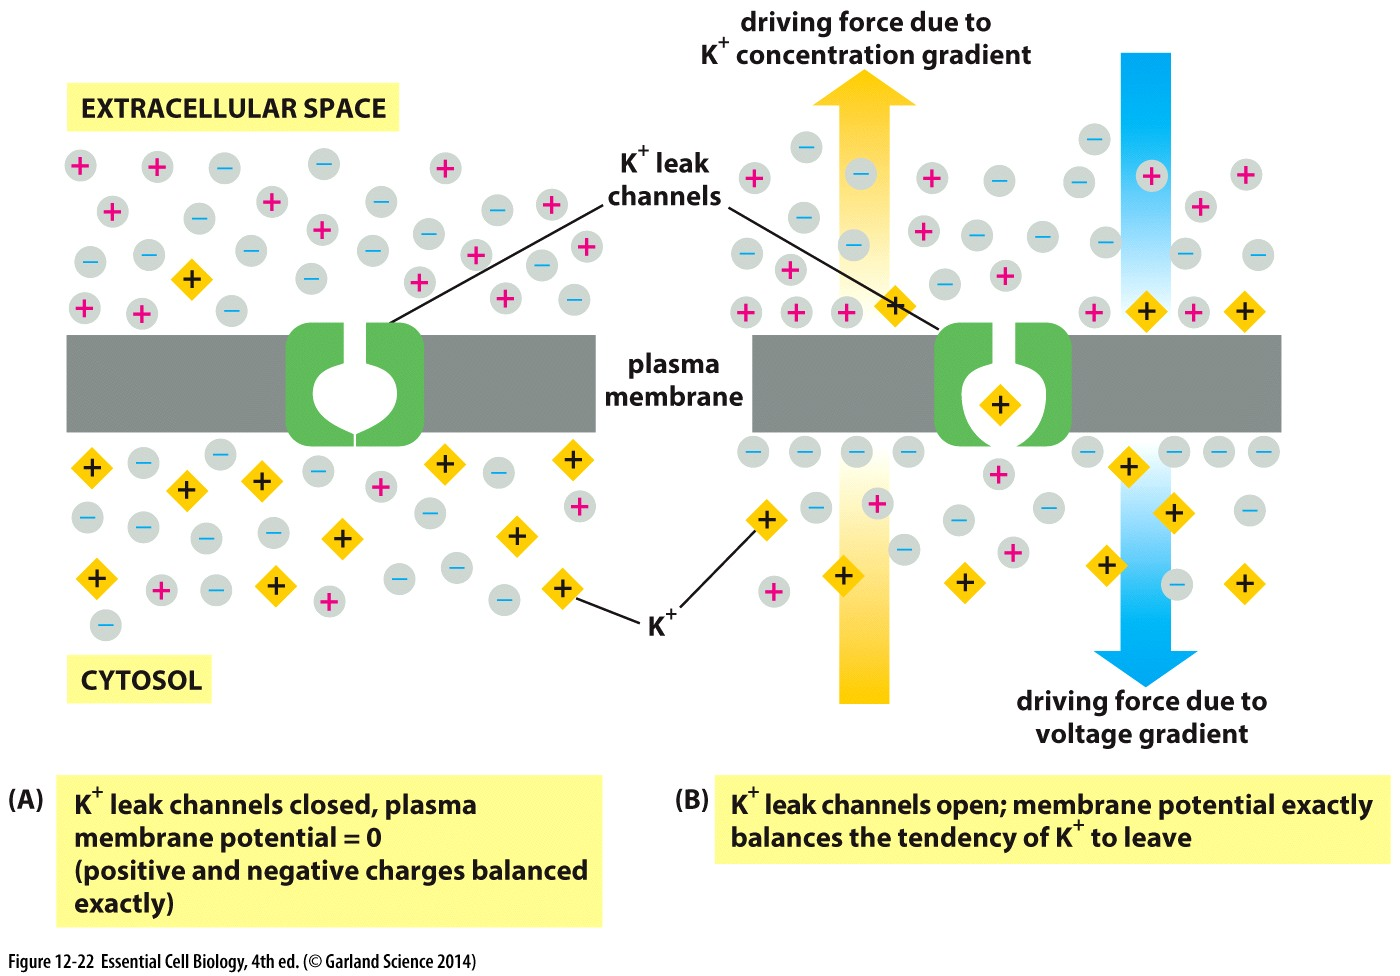 driving force due to
K+ concentration gradient
EXTRACELLULAR SPACE
K+ leak
channels
plasma
membrane
K+
CYTOSOL
driving force due to
voltage gradient
(A)
K+ leak channels closed, plasma
membrane potential = 0
(positive and negative charges balanced
exactly)
(B)
K+ leak channels open; membrane potential exactly
balances the tendency of K+ to leave
Figure 12-22 Essential Cell Biology, 4th ed. (© Garland Science 2014)